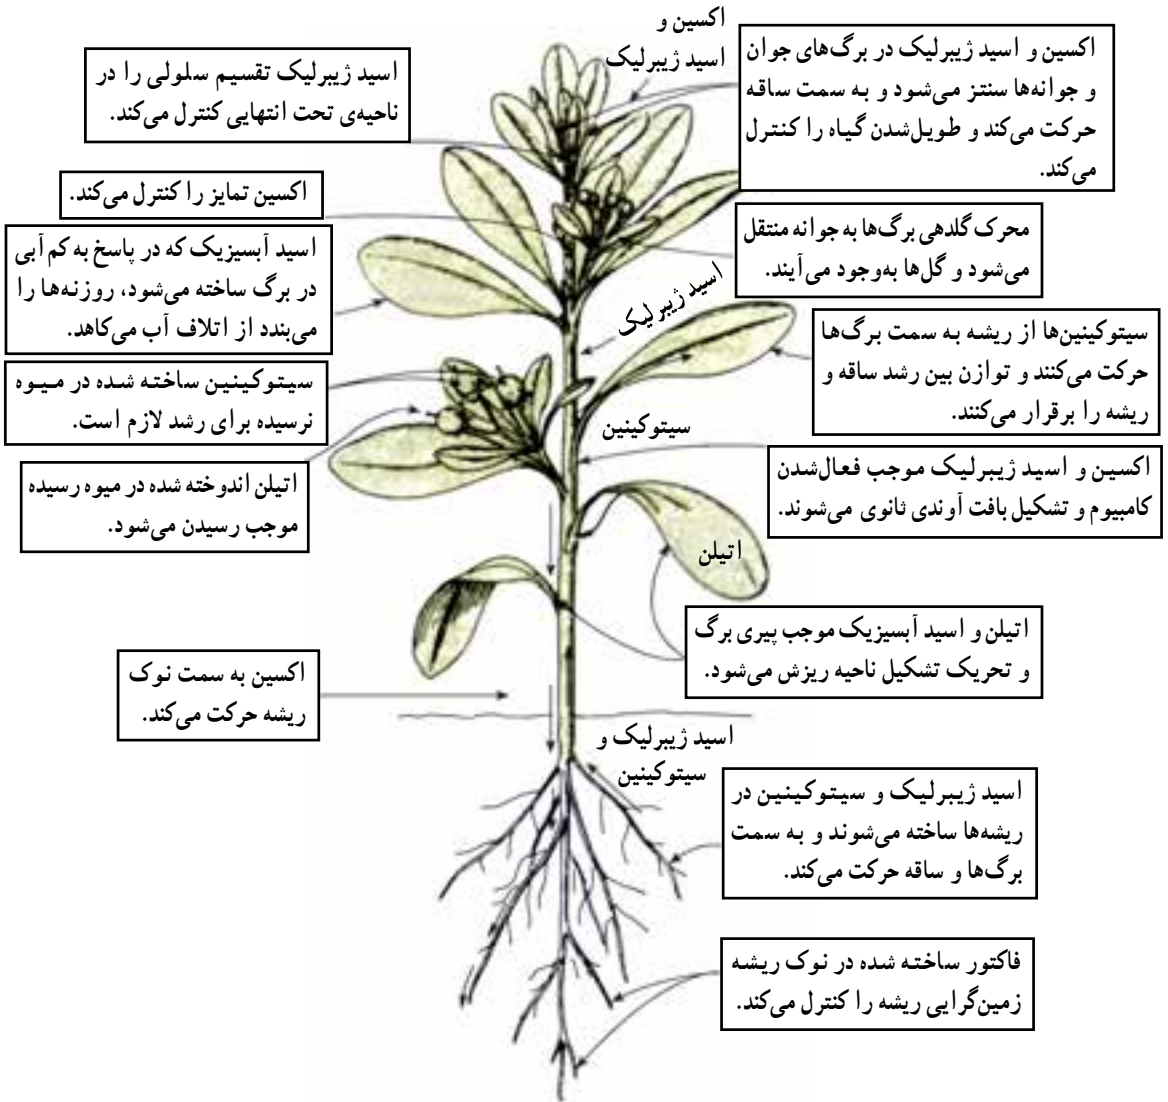 اکسین و
اسید ژیبرلیک
اکسین و اسید ژیبرلیک در برگ‌های جوان
و جوانه‌ها سنتز می‌شود و به سمت ساقه
حرکت می‌کند و طویل‌شدن گیاه را کنترل
می‌کند.
اسید ژیبرلیک تقسیم سلولی را در
ناحیه‌ی تحت انتهایی کنترل می‌کند.
اکسین تمایز را کنترل می‌کند.
محرک گلدهی برگ‌ها به جوانه منتقل
می‌شود و گل‌ها به‌وجود می‌آیند.
اسید آبسیزیک که در پاسخ به کم آبی
در برگ ساخته می‌شود، روزنه‌ها را
می‌بندد از اتلاف آب می‌کاهد.
اسید ژیبرلیک
سیتوکینین‌ها از ریشه به سمت برگ‌ها
حرکت می‌کنند و توازن بین رشد ساقه و
ریشه را برقرار می‌کنند.
سیتوکینین ساخته شده در میوه
نرسیده برای رشد لازم است.
سیتوکینین
اکسین و اسید ژیبرلیک موجب فعال‌شدن
کامبیوم و تشکیل بافت آوندی ثانوی می‌شوند.
اتیلن اندوخته شده در میوه رسیده
موجب رسیدن می‌شود.
اتیلن
اتیلن و اسید آبسیزیک موجب پیری برگ
و تحریک تشکیل ناحیه ریزش می‌شود.
اکسین به سمت نوک
ریشه حرکت می‌کند.
اسید ژیبرلیک و
سیتوکینین
اسید ژیبرلیک و سیتوکینین در
ریشه‌ها ساخته می‌شوند و به سمت
برگ‌ها و ساقه حرکت می‌کند.
فاکتور ساخته شده در نوک ریشه
زمین‌گرایی ریشه را کنترل می‌کند.